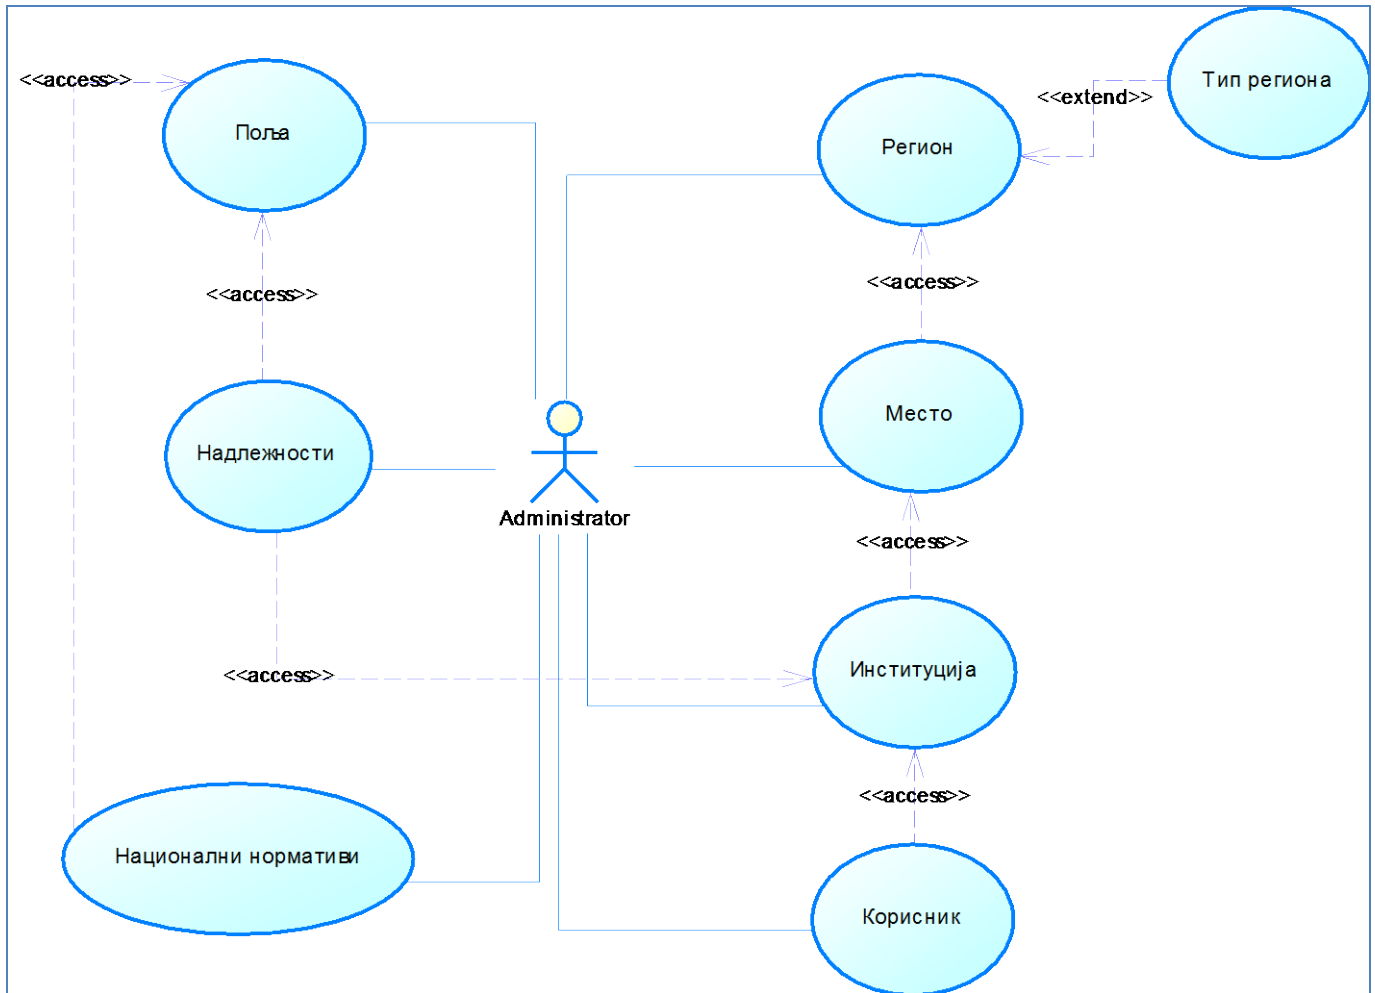 <<access>>
Поља
<<access>>
Надлежности
<<access>>
Национални нормативи
Administrator
Тип региона
<<extend>>
Регион
<<access>>
Место
<<access>>
Институција
<<access>>
Корисник